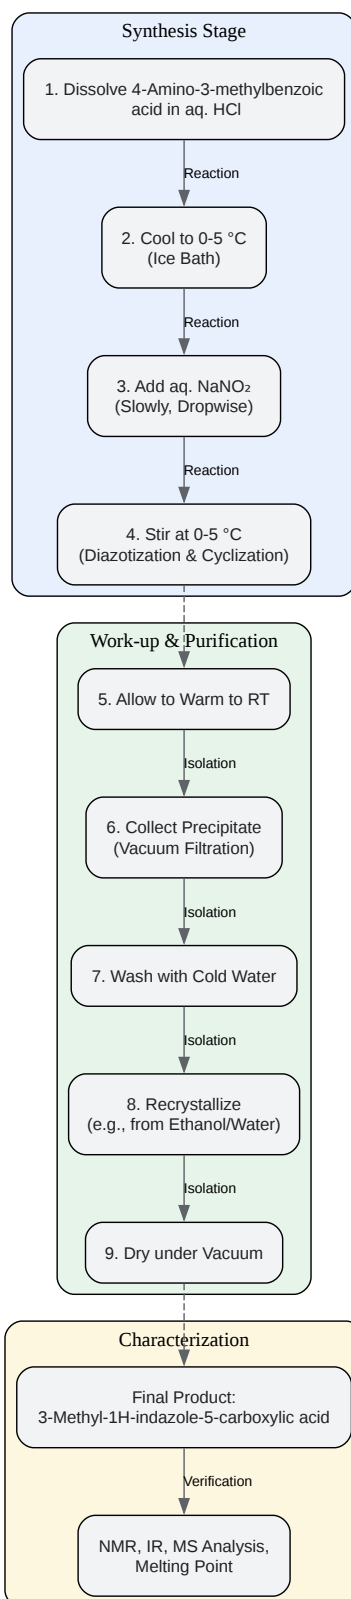 Synthesis Stage
1. Dissolve 4-Amino-3-methylbenzoic
acid in aq. HCl
Reaction
2. Cool to 0-5 °C
(Ice Bath)
Reaction
3. Add aq. NaNO₂
(Slowly, Dropwise)
Reaction
4. Stir at 0-5 °C
(Diazotization & Cyclization)
Work-up & Purification
5. Allow to Warm to RT
Isolation
6. Collect Precipitate
(Vacuum Filtration)
Isolation
7. Wash with Cold Water
Isolation
8. Recrystallize
(e.g., from Ethanol/Water)
Isolation
9. Dry under Vacuum
Characterization
Final Product:
3-Methyl-1H-indazole-5-carboxylic acid
Verification
NMR, IR, MS Analysis,
Melting Point